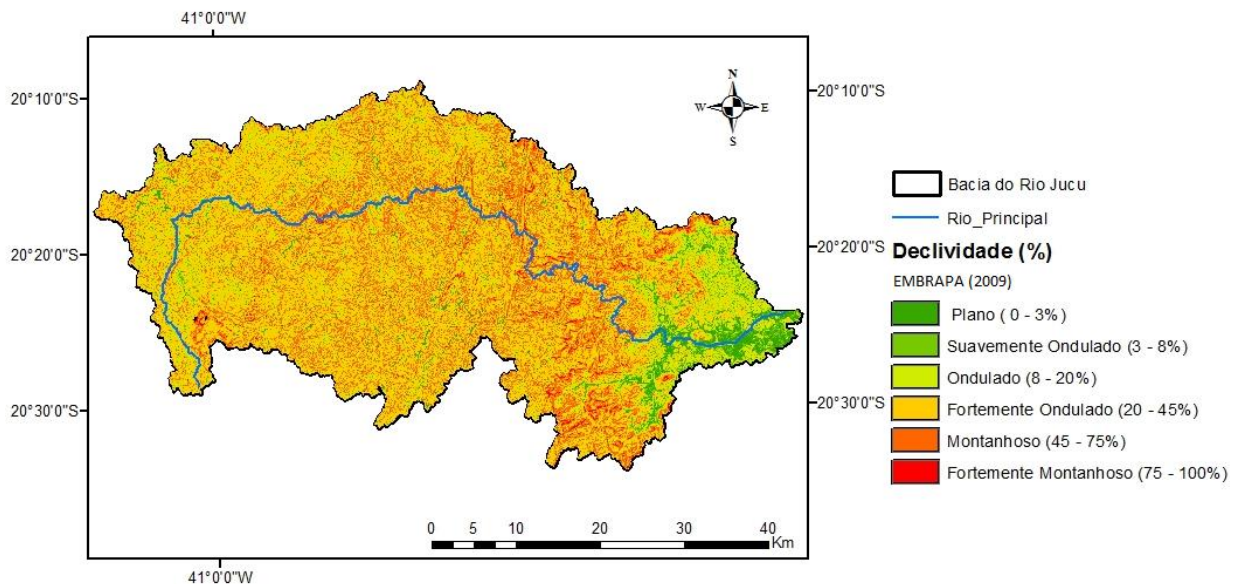 41°0'0"W
20°10'0"S
20°20'0"S
20°30'0"S
N
W E
S
20°10'0"S
20°20'0"S
20°30'0"S
0 5 10 20 30 40
Km
41°0'0"W
Bacia do Rio Jucu
Rio_Principal
Declividade (%)
EMBRAPA (2009)
Plano ( 0 - 3%)
Suavemente Ondulado (3 - 8%)
Ondulado (8 - 20%)
Fortemente Ondulado (20 - 45%)
Montanhoso (45 - 75%)
Fortemente Montanhoso (75 - 100%)